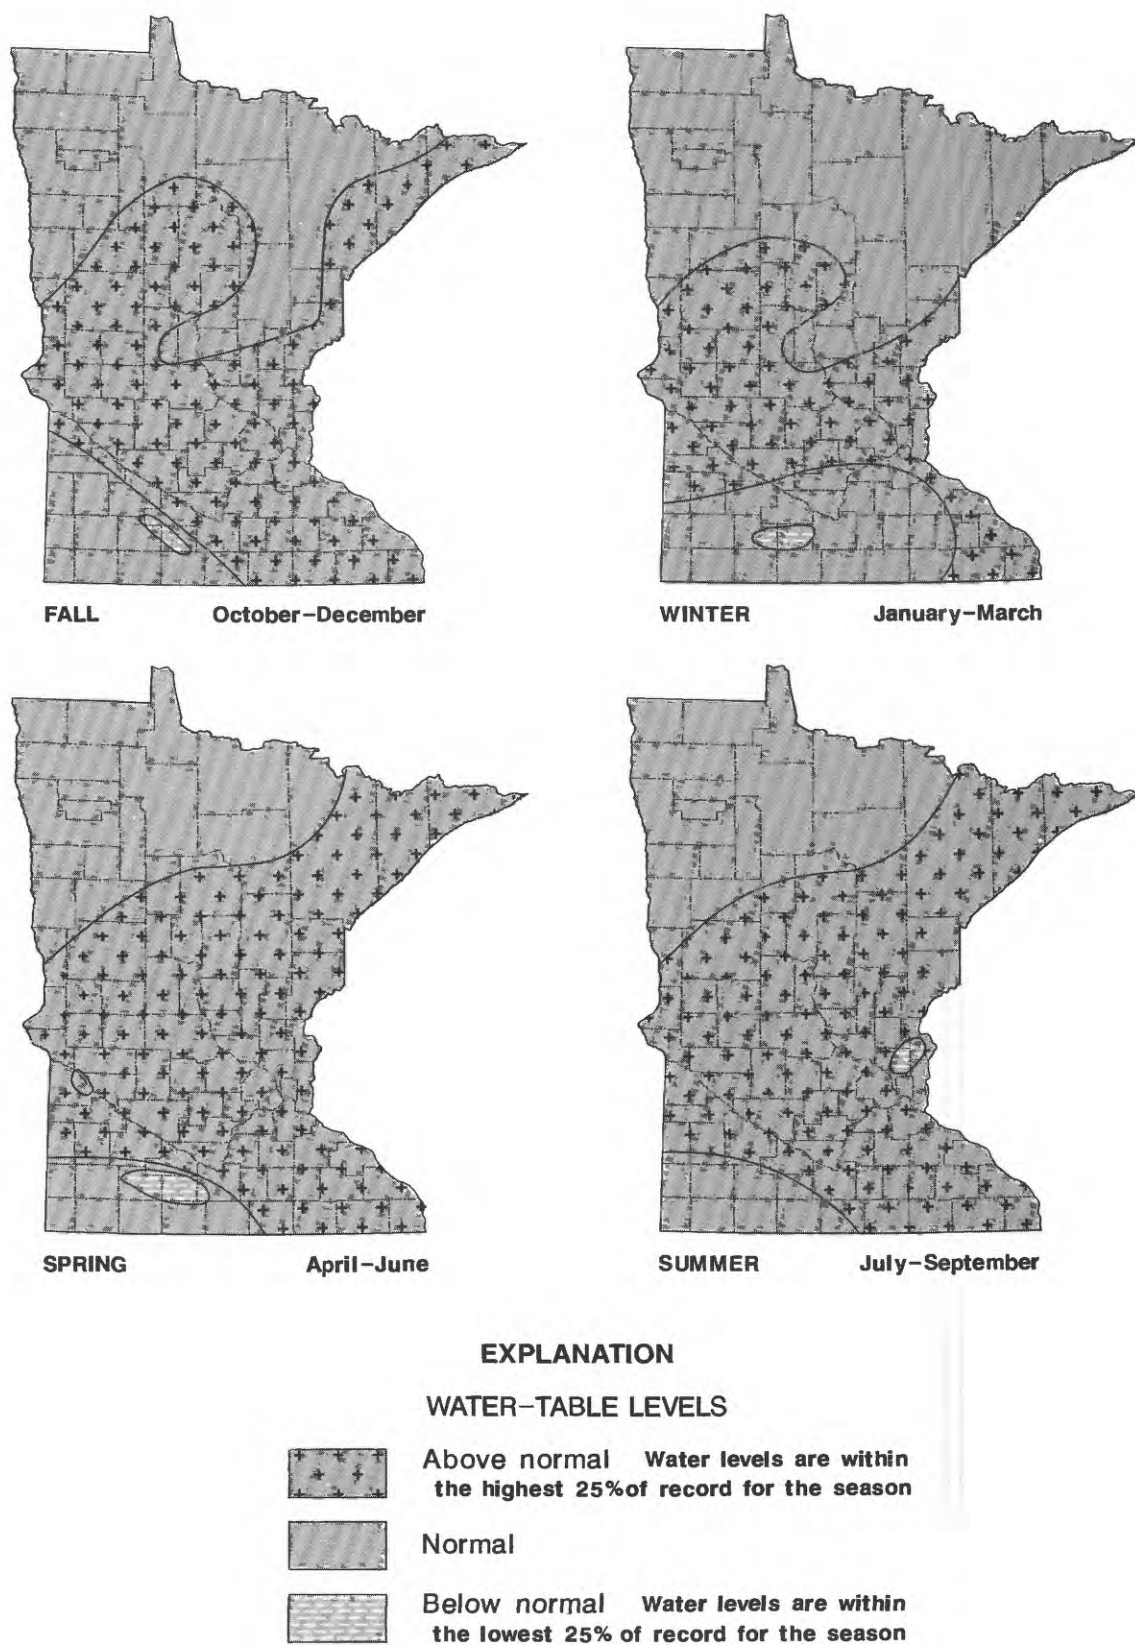 FALL October-December
WINTER January-March
SPRING April-June
SUMMER July-September
EXPLANATION
WATER-TABLE LEVELS
Above normal Water levels are within
the highest 25%of record for the season
Normal
Below normal Water levels are within
the lowest 25% of record for the season